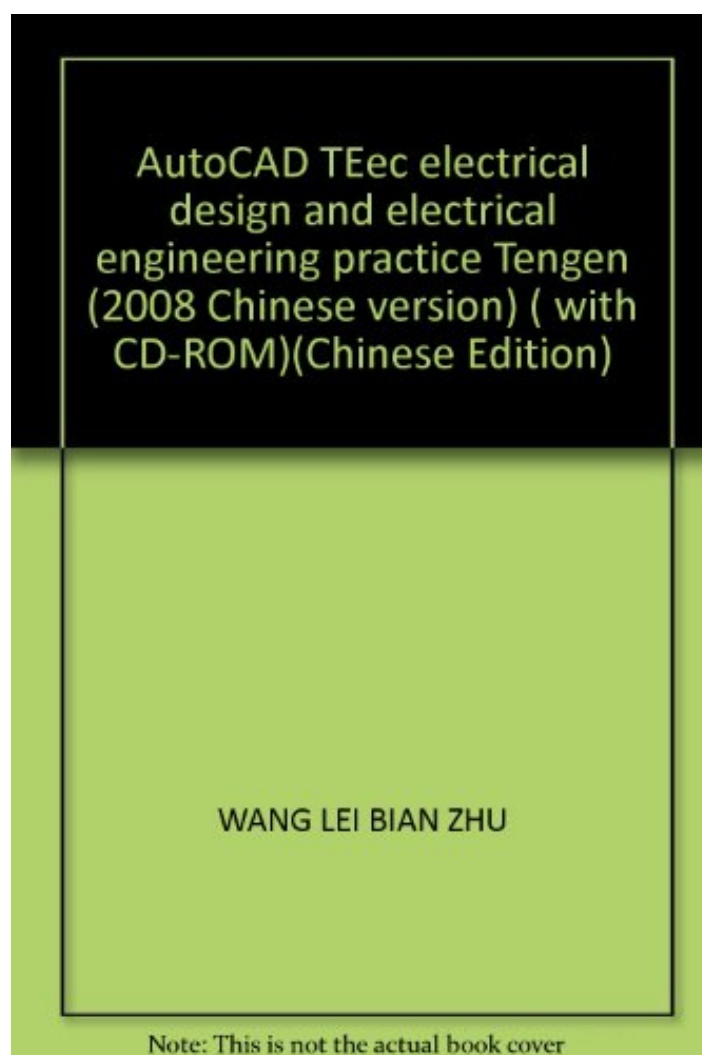 AutoCAD TEec electrical
design and electrical
engineering practice Tengen
(2008 Chinese version) ( with
CD-ROM)(Chinese Edition)
WANG LEI BIAN ZHU
Note: This is not the actual book cover